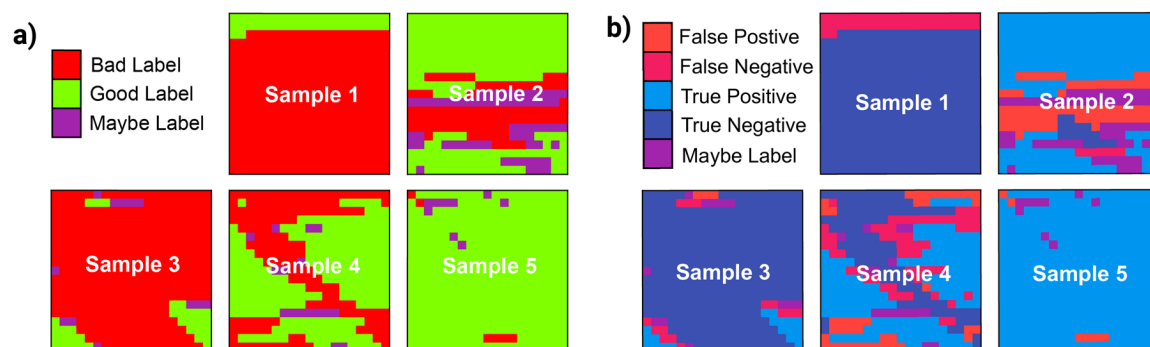 a)
Bad Label
Good Label
Maybe Label
Sample 1
Sample 2
Sample 3
Sample 4
Sample 5
b)
False Postive
False Negative
True Positive
True Negative
Maybe Label
Sample 1
Sample 2
Sample 3
Sample 4
Sample 5